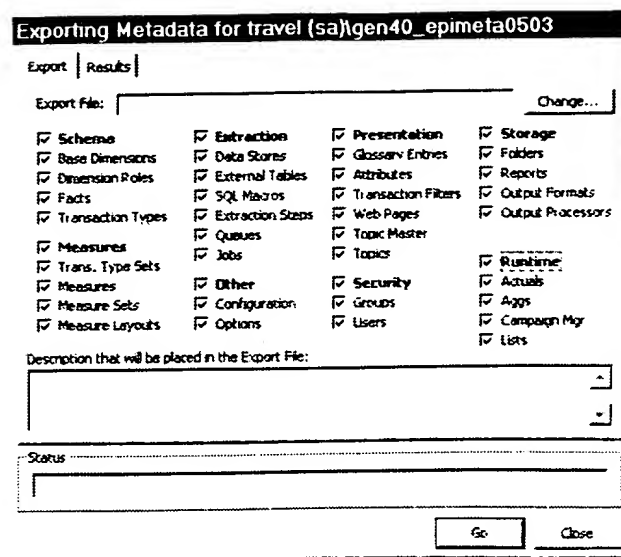 Exporting Metadata for travel (sa)\gen40_epimeta0503
Export Results
Export File: Change...
Schema
Base Dimensions
Dimension Roles
Facts
Transaction Types
Measures
Trans. Type Sets
Measures
Measure Sets
Measure Layouts
Extraction
Data Stores
External Tables
SQL Macros
Extraction Steps
Queues
Jobs
Other
Configuration
Options
Presentation
Glossary Entries
Attributes
Transaction Filters
Web Pages
Topic Master
Topics
Security
Groups
Users
Storage
Folders
Reports
Output Formats
Output Processors
Runtime
Actuals
Aggs
Campaign Mgr
Lists
Description that will be placed in the Export File:
Status
Go Close